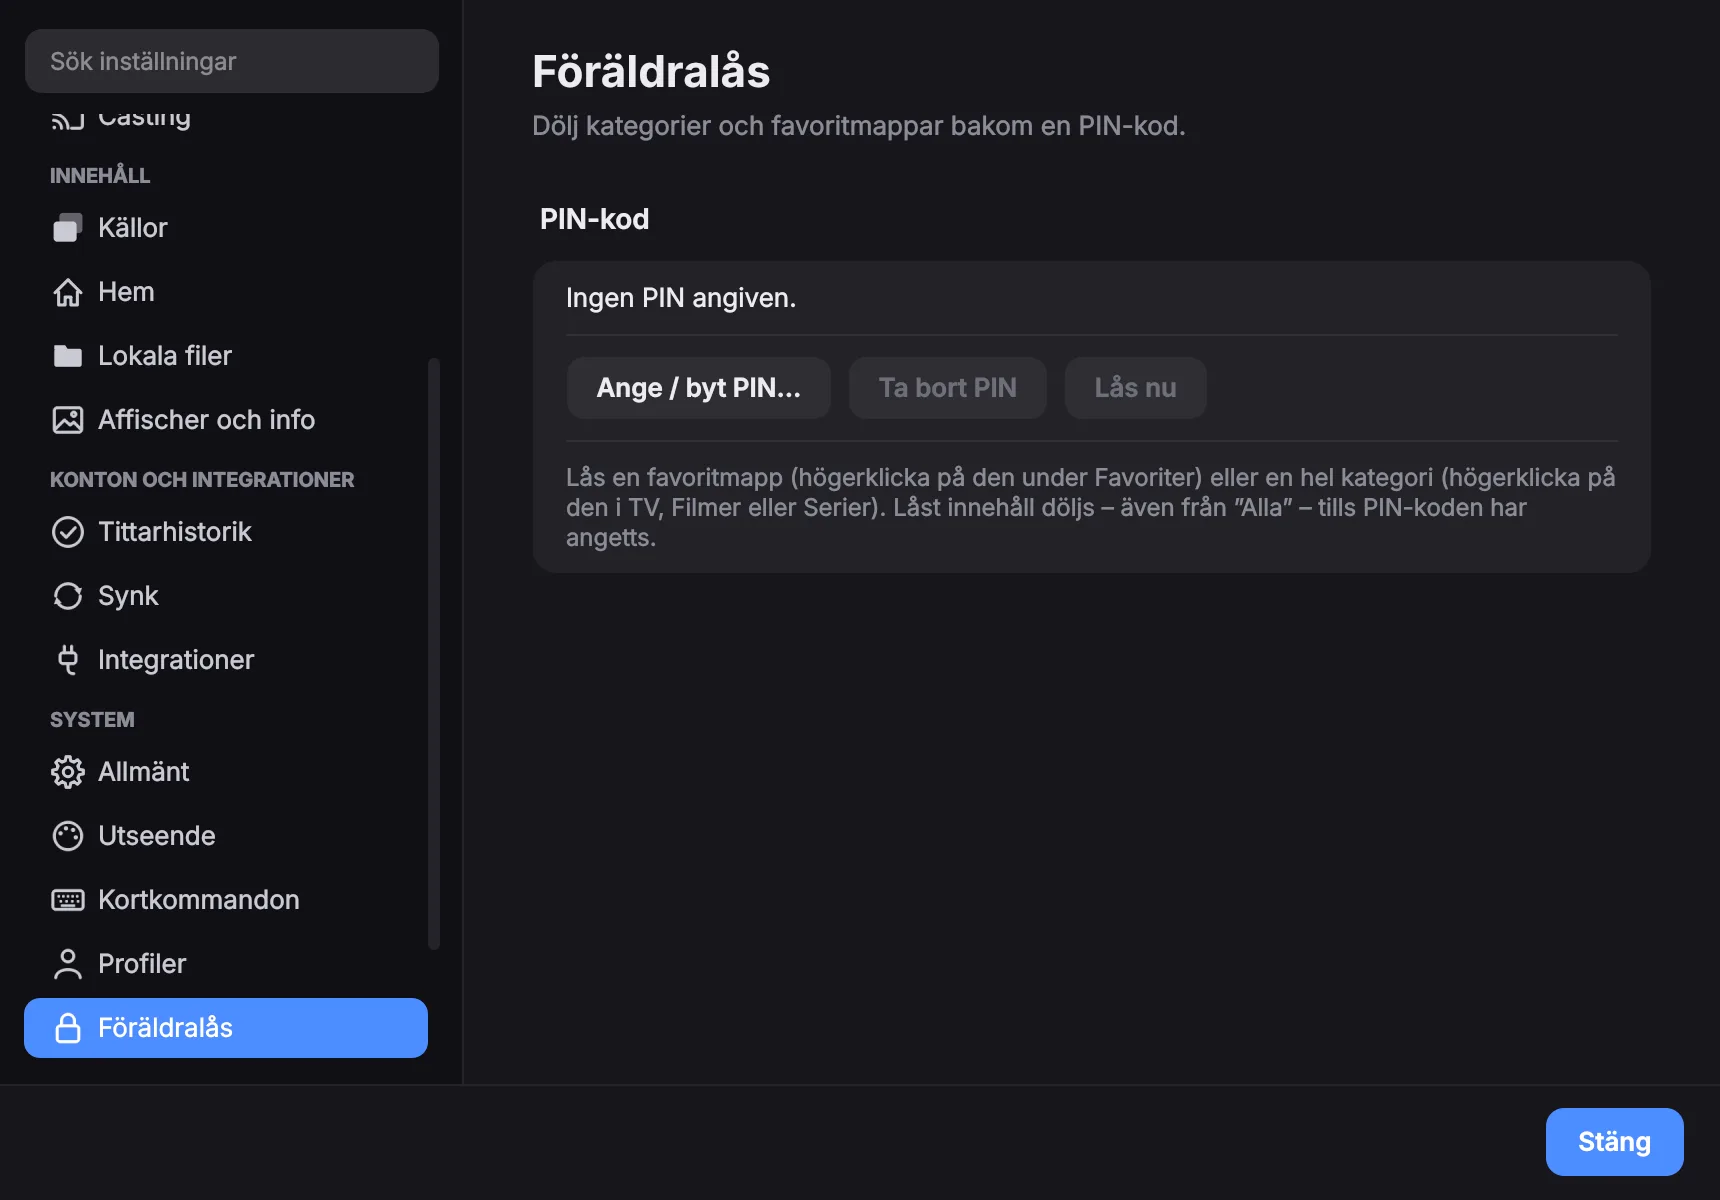 Sök inställningar
Casting
INNEHÅLL
Källor
Hem
Lokala filer
Affischer och info
KONTON OCH INTEGRATIONER
Tittarhistorik
Synk
Integrationer
SYSTEM
Allmänt
Utseende
Kortkommandon
Profiler
Föräldralås
Föräldralås
Dölj kategorier och favoritmappar bakom en PIN-kod.
PIN-kod
Ingen PIN angiven.
Ange / byt PIN...
Ta bort PIN
Lås nu
Lås en favoritmapp (högerklicka på den under Favoriter) eller en hel kategori (högerklicka på
den i TV, Filmer eller Serier). Låst innehåll döljs – även från ”Alla” – tills PIN-koden har
angetts.
Stäng